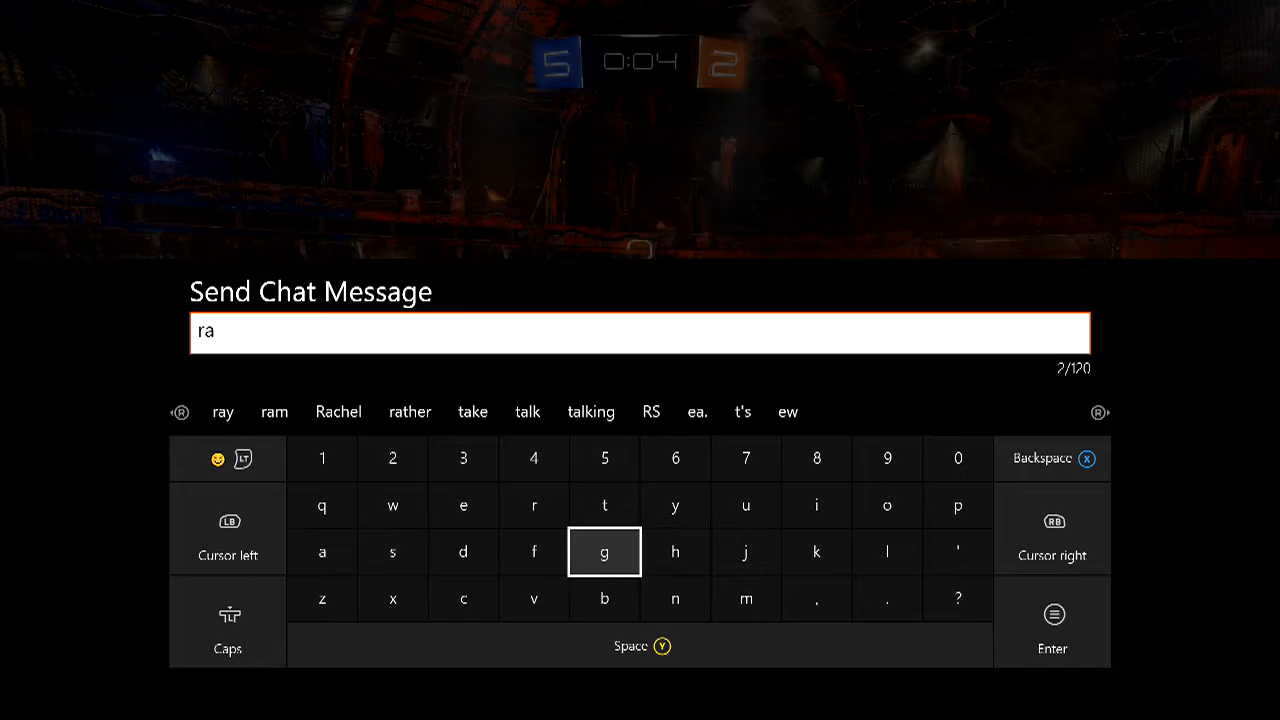 5 0:04 2
Send Chat Message
ra
2/120
R ray ram Rachel rather take talk talking RS ea. t's ew R
LT 1 2 3 4 5 6 7 8 9 0 Backspace X
q w e r t y u i o p
LB RB
Cursor left a s d f g h j k l ' Cursor right
z x c v b n m , . ?
LT
Caps Space Y Enter